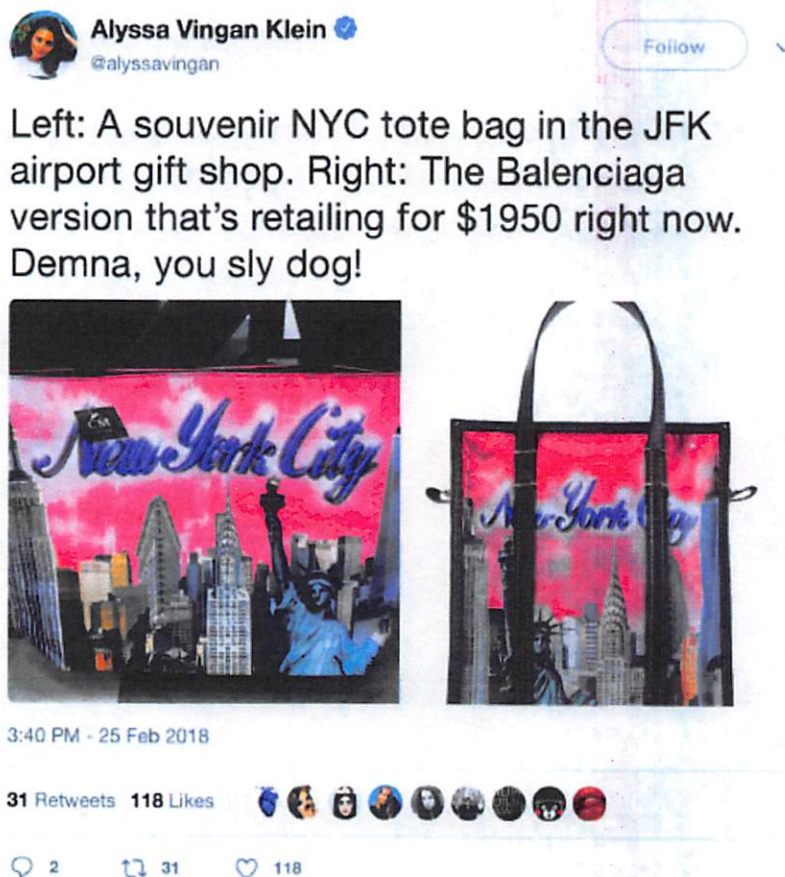 Alyssa Vingan Klein
@alyssavingan
Follow
Left: A souvenir NYC tote bag in the JFK
airport gift shop. Right: The Balenciaga
version that's retailing for $1950 right now.
Demna, you sly dog!
New York City
New York City
3:40 PM - 25 Feb 2018
31 Retweets 118 Likes
2 31 118